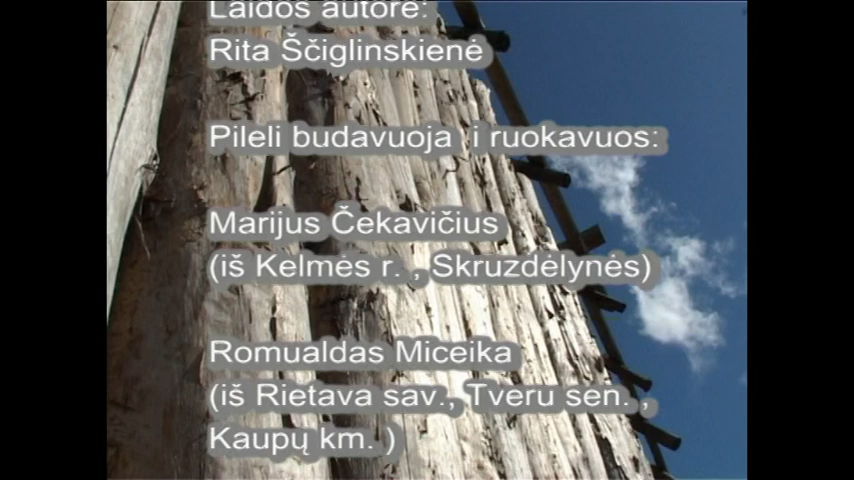 Laidos autorė:
Rita Ščiglinskienė
Pileli budavuoja i ruokavuos:
Marijus Čekavičius
(iš Kelmės r. , Skruzdėlynės)
Romualdas Miceika
(iš Rietava sav., Tveru sen. ,
Kaupų km. )